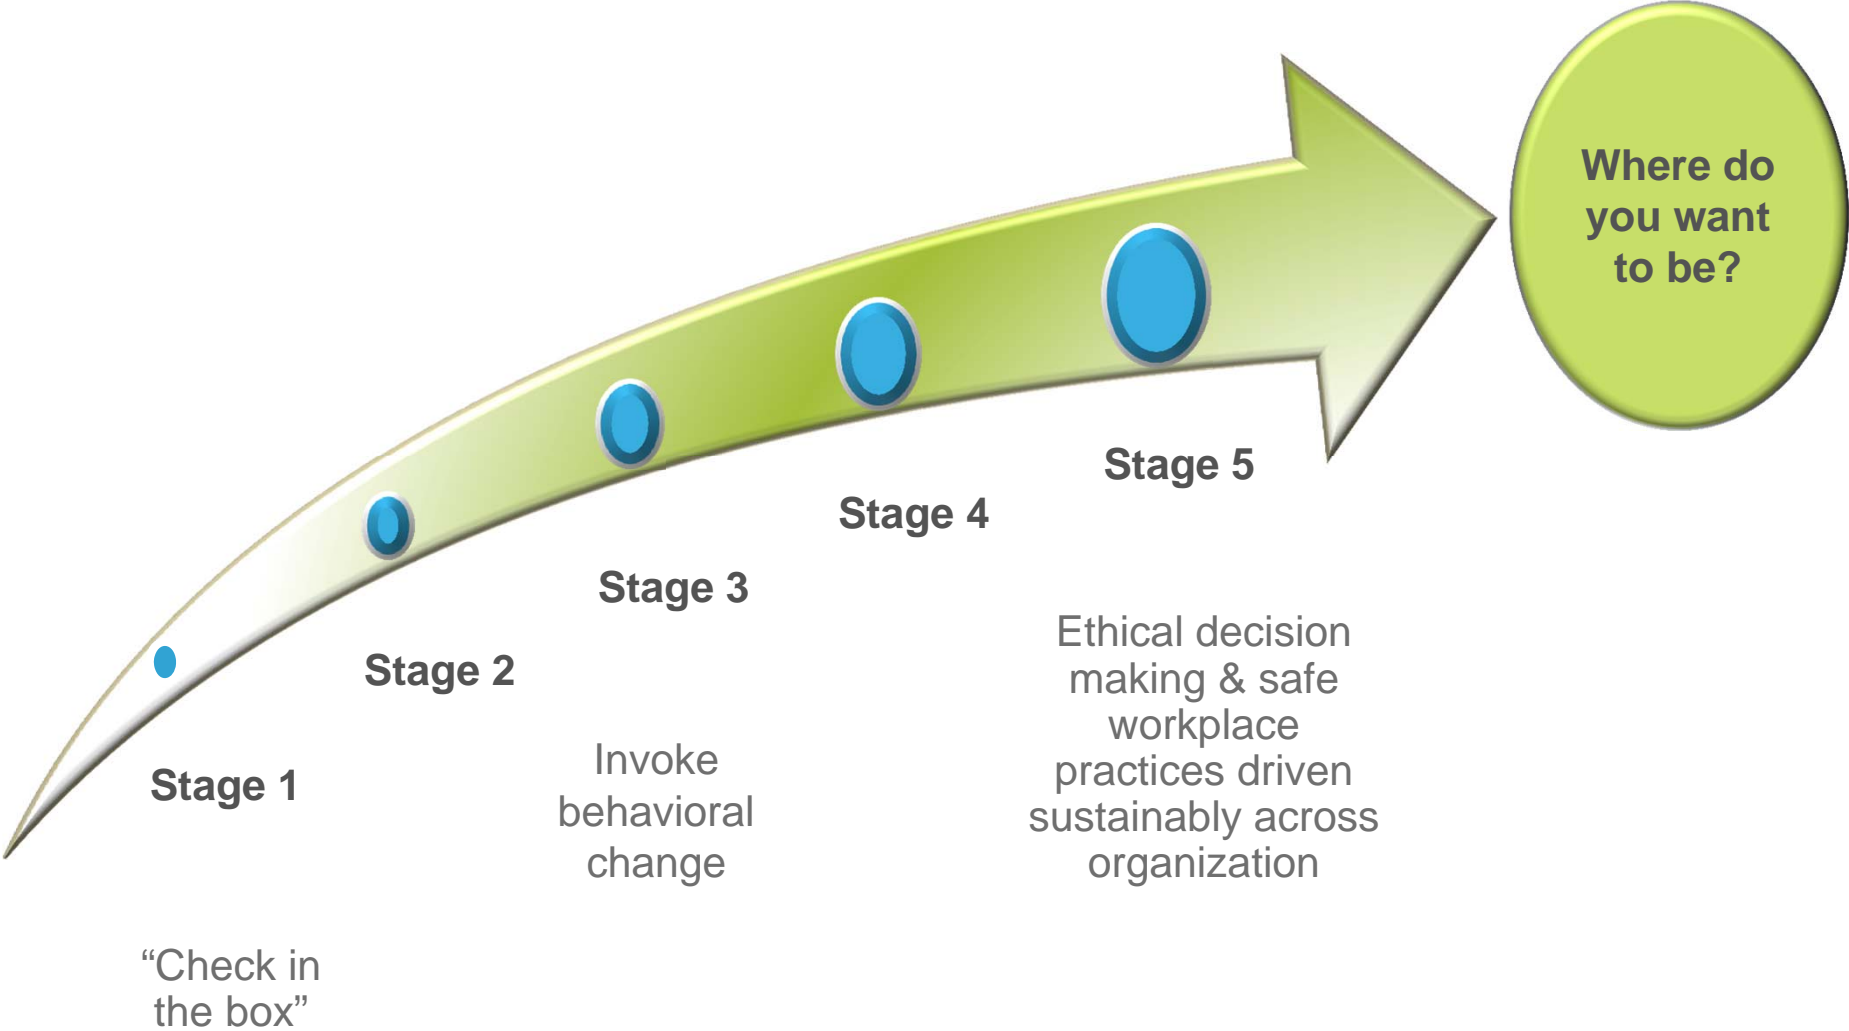 Where do
you want
to be?
Stage 5
Stage 4
Stage 3
Stage 2
Stage 1
Ethical decision
making & safe
workplace
practices driven
sustainably across
organization
Invoke
behavioral
change
“Check in
the box”